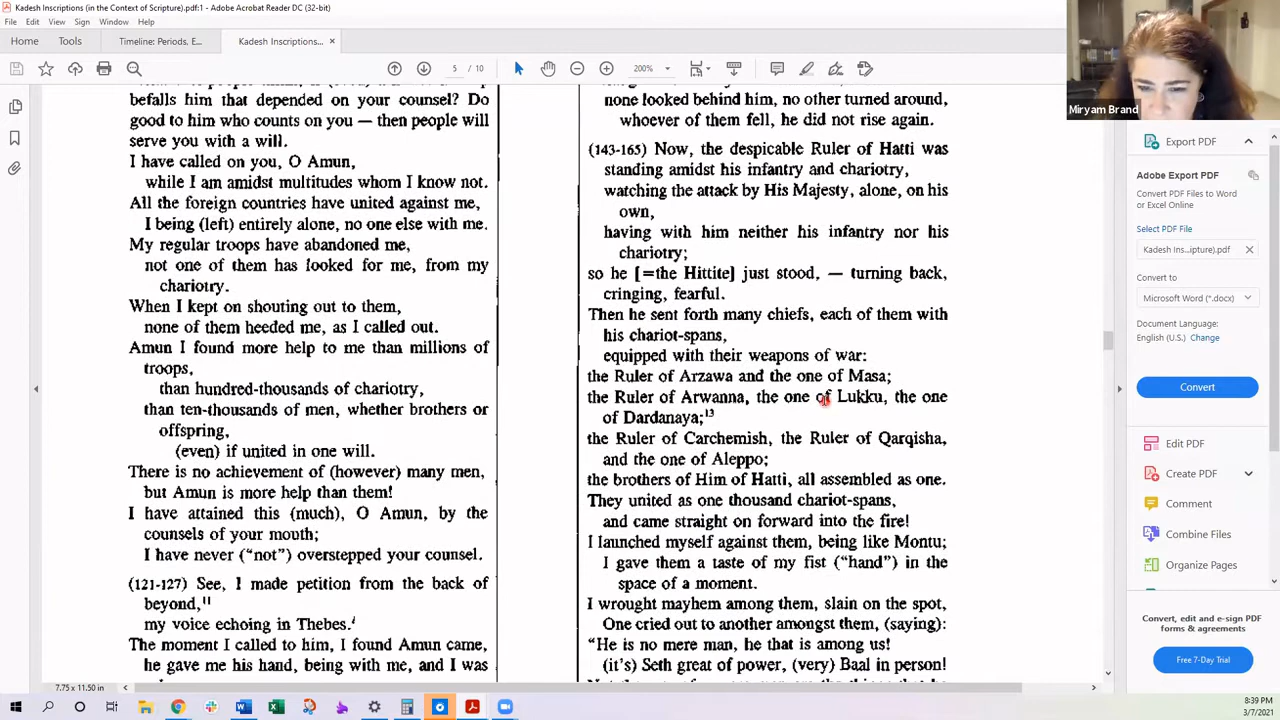 Kadesh Inscriptions (in the Context of Scripture).pdf:1 - Adobe Acrobat Reader DC (32-bit)
File Edit View Sign Window Help
Home Tools Timeline: Periods, E... Kadesh Inscriptions... ×
5 / 10 200%
Miryam Brand
befalls him that depended on your counsel? Do
good to him who counts on you — then people will
serve you with a will.
I have called on you, O Amun,
while I am amidst multitudes whom I know not.
All the foreign countries have united against me,
I being (left) entirely alone, no one else with me.
My regular troops have abandoned me,
not one of them has looked for me, from my
chariotry.
When I kept on shouting out to them,
none of them heeded me, as I called out.
Amun I found more help to me than millions of
troops,
than hundred-thousands of chariotry,
than ten-thousands of men, whether brothers or
offspring,
(even) if united in one will.
There is no achievement of (however) many men,
but Amun is more help than them!
I have attained this (much), O Amun, by the
counsels of your mouth;
I have never ("not") overstepped your counsel.
(121-127) See, I made petition from the back of
beyond,¹¹
my voice echoing in Thebes.ⁱ
The moment I called to him, I found Amun came,
he gave me his hand, being with me, and I was
none looked behind him, no other turned around,
whoever of them fell, he did not rise again.
(143-165) Now, the despicable Ruler of Hatti was
standing amidst his infantry and chariotry,
watching the attack by His Majesty, alone, on his
own,
having with him neither his infantry nor his
chariotry;
so he [=the Hittite] just stood, — turning back,
cringing, fearful.
Then he sent forth many chiefs, each of them with
his chariot-spans,
equipped with their weapons of war:
the Ruler of Arzawa and the one of Masa;
the Ruler of Arwanna, the one of Lukku, the one
of Dardanaya;¹³
the Ruler of Carchemish, the Ruler of Qarqisha,
and the one of Aleppo;
the brothers of Him of Hatti, all assembled as one.
They united as one thousand chariot-spans,
and came straight on forward into the fire!
I launched myself against them, being like Montu;
I gave them a taste of my fist ("hand") in the
space of a moment.
I wrought mayhem among them, slain on the spot,
One cried out to another amongst them, (saying):
"He is no mere man, he that is among us!
(it's) Seth great of power, (very) Baal in person!
Export PDF
Adobe Export PDF
Convert PDF Files to Word
or Excel Online
Select PDF File
Kadesh Ins...ipture).pdf ×
Convert to
Microsoft Word (*.docx)
Document Language:
English (U.S.) Change
Convert
Edit PDF
Create PDF
Comment
Combine Files
Organize Pages
Convert, edit and e-sign PDF
forms & agreements
Free 7-Day Trial
7.75 x 11.50 in
8:39 PM
3/7/2021